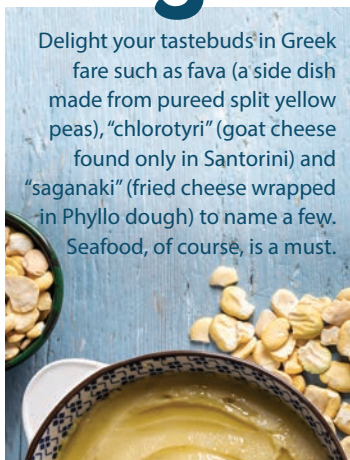 Delight your tastebuds in Greek
fare such as fava (a side dish
made from pureed split yellow
peas), “chlorotyri” (goat cheese
found only in Santorini) and
“saganaki” (fried cheese wrapped
in Phyllo dough) to name a few.
Seafood, of course, is a must.